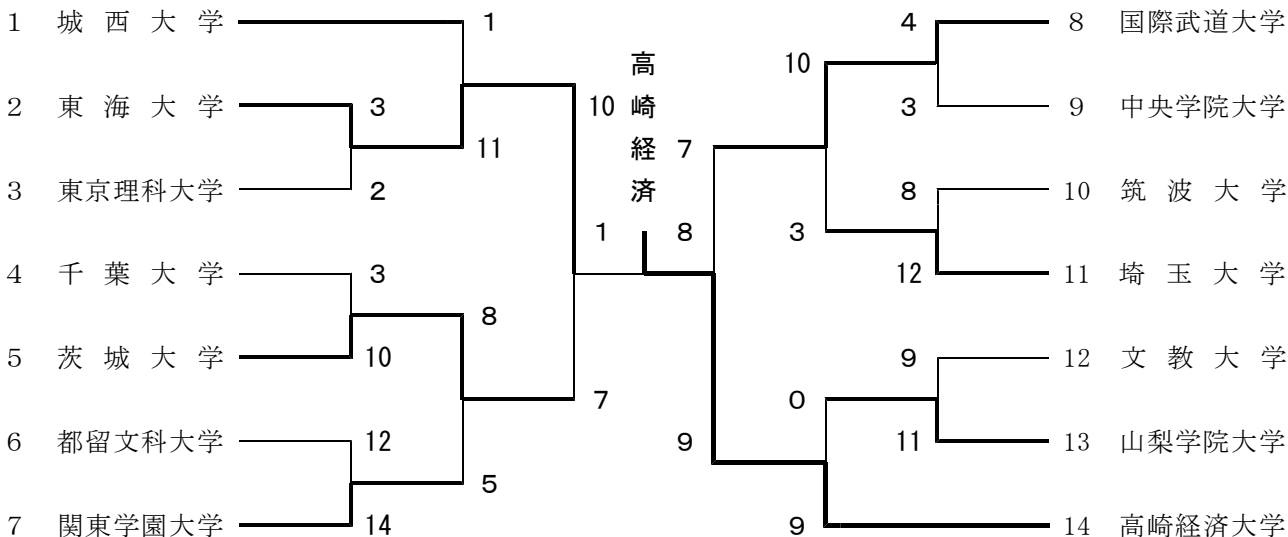 1 城西大学 1 4 8 国際武道大学
高崎経済
10
2 東海大学 3 10 3 9 中央学院大学
11 7
3 東京理科大学 2 8 10 筑波大学
1 8 3
4 千葉大学 3 12 11 埼玉大学
8
5 茨城大学 10 9 12 文教大学
7 0
6 都留文科大学 12 9 11 13 山梨学院大学
5
7 関東学園大学 14 9 14 高崎経済大学